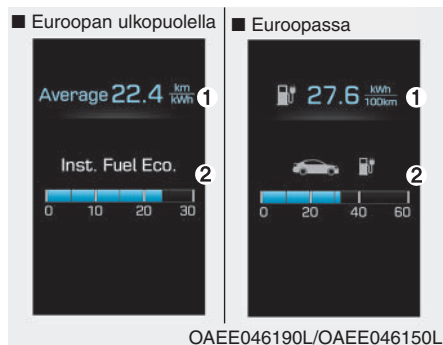 ■ Euroopan ulkopuolella
Average 22.4 km/kWh ①
Inst. Fuel Eco. ②
0 10 20 30
■ Euroopassa
27.6 kWh/100km ①
②
0 20 40 60
OAEE046190L/OAEE046150L